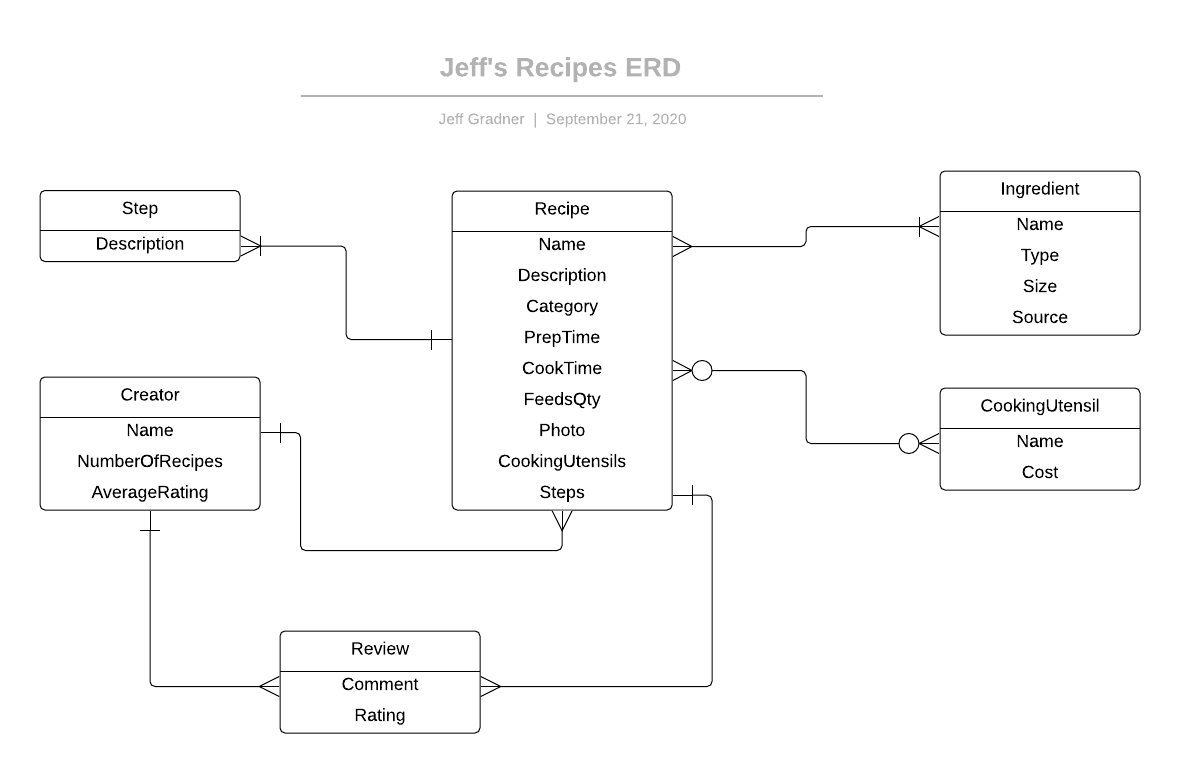 Jeff's Recipes ERD
Jeff Gradner | September 21, 2020
Step
Description
Recipe
Name
Description
Category
PrepTime
CookTime
FeedsQty
Photo
CookingUtensils
Steps
Ingredient
Name
Type
Size
Source
Creator
Name
NumberOfRecipes
AverageRating
CookingUtensil
Name
Cost
Review
Comment
Rating